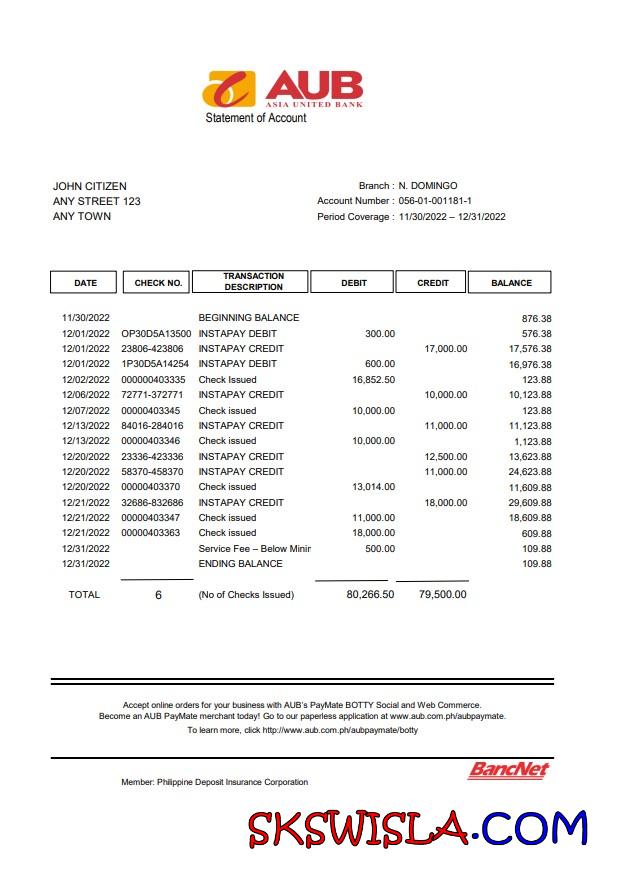 AUB
ASIA UNITED BANK
Statement of Account
JOHN CITIZEN
ANY STREET 123
ANY TOWN
Branch : N. DOMINGO
Account Number : 056-01-001181-1
Period Coverage : 11/30/2022 – 12/31/2022
DATE CHECK NO. TRANSACTION DESCRIPTION DEBIT CREDIT BALANCE
11/30/2022 BEGINNING BALANCE 876.38
12/01/2022 OP30D5A13500 INSTAPAY DEBIT 300.00 576.38
12/01/2022 23806-423806 INSTAPAY CREDIT 17,000.00 17,576.38
12/01/2022 1P30D5A14254 INSTAPAY DEBIT 600.00 16,976.38
12/02/2022 000000403335 Check Issued 16,852.50 123.88
12/06/2022 72771-372771 INSTAPAY CREDIT 10,000.00 10,123.88
12/07/2022 00000403345 Check issued 10,000.00 123.88
12/13/2022 84016-284016 INSTAPAY CREDIT 11,000.00 11,123.88
12/13/2022 00000403346 Check issued 10,000.00 1,123.88
12/20/2022 23336-423336 INSTAPAY CREDIT 12,500.00 13,623.88
12/20/2022 58370-458370 INSTAPAY CREDIT 11,000.00 24,623.88
12/20/2022 00000403370 Check issued 13,014.00 11,609.88
12/21/2022 32686-832686 INSTAPAY CREDIT 18,000.00 29,609.88
12/21/2022 00000403347 Check issued 11,000.00 18,609.88
12/21/2022 00000403363 Check issued 18,000.00 609.88
12/31/2022 Service Fee – Below Minin 500.00 109.88
12/31/2022 ENDING BALANCE 109.88
TOTAL 6 (No of Checks Issued) 80,266.50 79,500.00
Accept online orders for your business with AUB's PayMate BOTTY Social and Web Commerce.
Become an AUB PayMate merchant today! Go to our paperless application at www.aub.com.ph/aubpaymate.
To learn more, click http://www.aub.com.ph/aubpaymate/botty
BancNet
Member: Philippine Deposit Insurance Corporation
SKSWISLA.COM